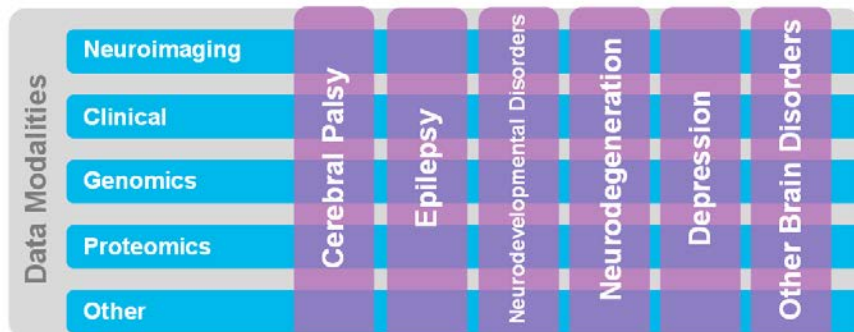 Data Modalities
Neuroimaging
Clinical
Genomics
Proteomics
Other
Cerebral Palsy
Epilepsy
Neurodevelopmental Disorders
Neurodegeneration
Depression
Other Brain Disorders